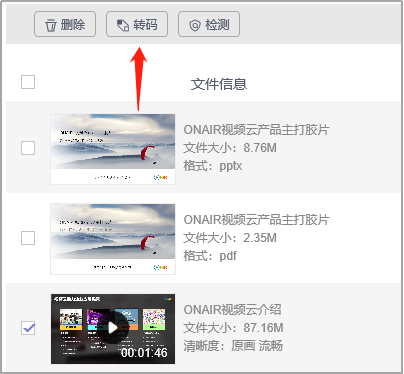 删除 转码 检测
文件信息
ONAIR视频云产品主打胶片
文件大小：8.76M
格式：pptx
ONAIR视频云产品主打胶片
文件大小：2.35M
格式：pdf
ONAIR视频云介绍
文件大小：87.16M
清晰度：原画 流畅
00:01:46